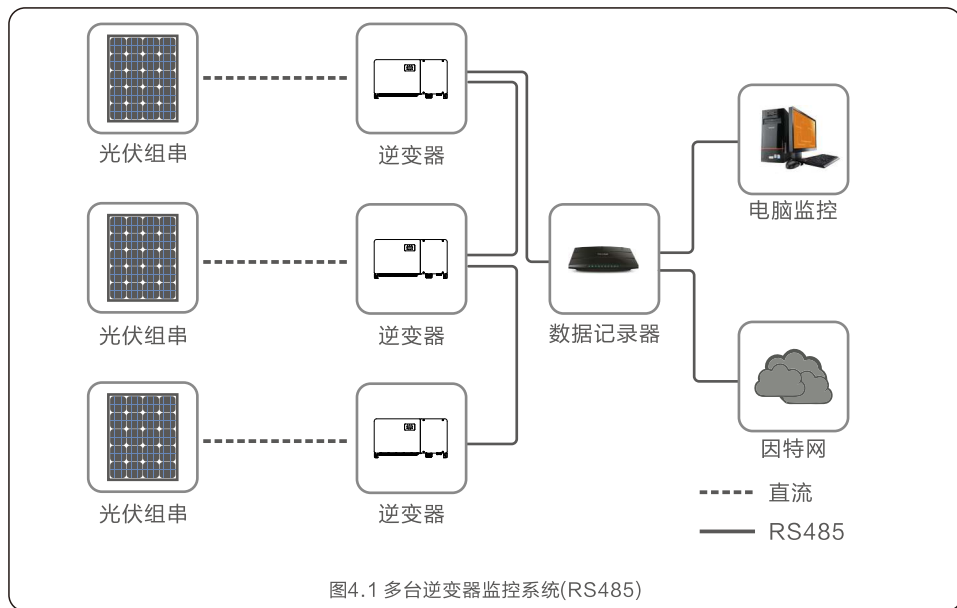 光伏组串
逆变器
电脑监控
光伏组串
逆变器
数据记录器
因特网
直流
光伏组串
逆变器
RS485
图4.1 多台逆变器监控系统(RS485)